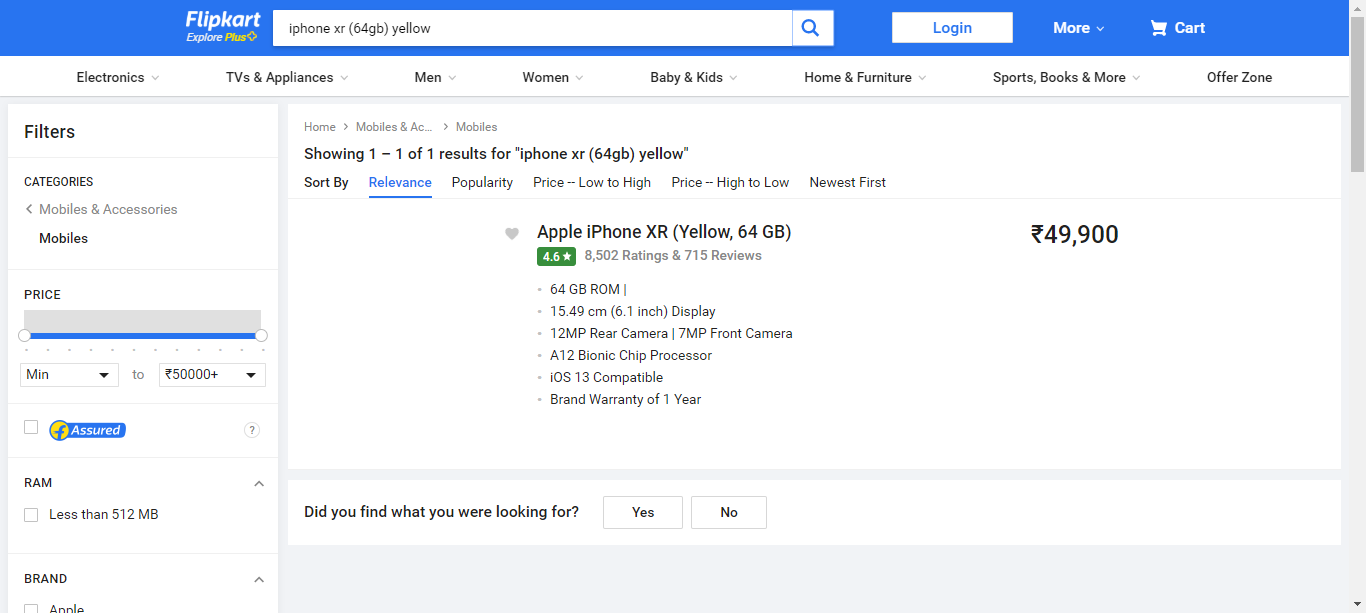 Flipkart
Explore Plus
iphone xr (64gb) yellow
Login
More
Cart
Electronics
TVs & Appliances
Men
Women
Baby & Kids
Home & Furniture
Sports, Books & More
Offer Zone
Filters
CATEGORIES
Mobiles & Accessories
Mobiles
PRICE
Min
to
₹50000+
Assured
?
RAM
Less than 512 MB
BRAND
Apple
Home > Mobiles & Ac... > Mobiles
Showing 1 – 1 of 1 results for "iphone xr (64gb) yellow"
Sort By Relevance Popularity Price -- Low to High Price -- High to Low Newest First
Apple iPhone XR (Yellow, 64 GB)
₹49,900
4.6 ★ 8,502 Ratings & 715 Reviews
64 GB ROM |
15.49 cm (6.1 inch) Display
12MP Rear Camera | 7MP Front Camera
A12 Bionic Chip Processor
iOS 13 Compatible
Brand Warranty of 1 Year
Did you find what you were looking for?
Yes
No